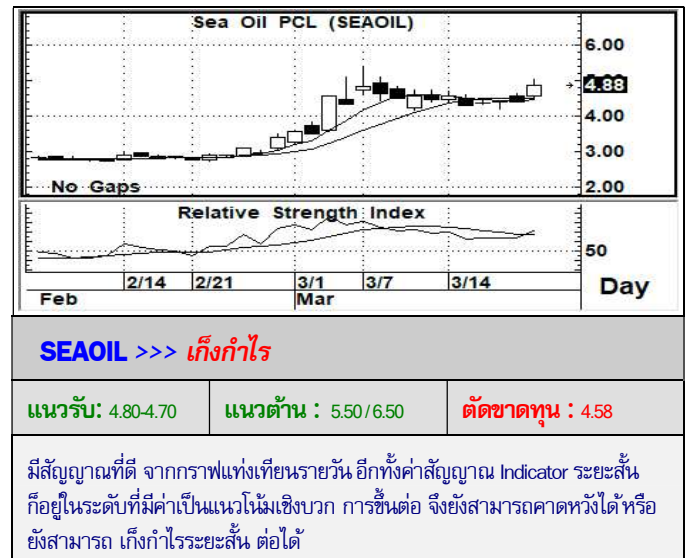 Sea Oil PCL (SEAOIL)
6.00
4.88
4.00
3.00
2.00
No Gaps
Relative Strength Index
50
2/14 2/21 3/1 3/7 3/14
Feb Mar
Day
SEAOIL >>> เก็งกำไร
แนวรับ: 4.80-4.70 แนวต้าน : 5.50/6.50 ตัดขาดทุน : 4.58
มีสัญญาณที่ดี จากกราฟแท่งเทียนรายวัน อีกทั้งค่าสัญญาณ Indicator ระยะสั้น
ก็อยู่ในระดับที่มีค่าเป็นแนวโน้มเชิงบวก การขึ้นต่อ จึงยังสามารถคาดหวังได้ หรือ
ยังสามารถ เก็งกำไรระยะสั้น ต่อได้